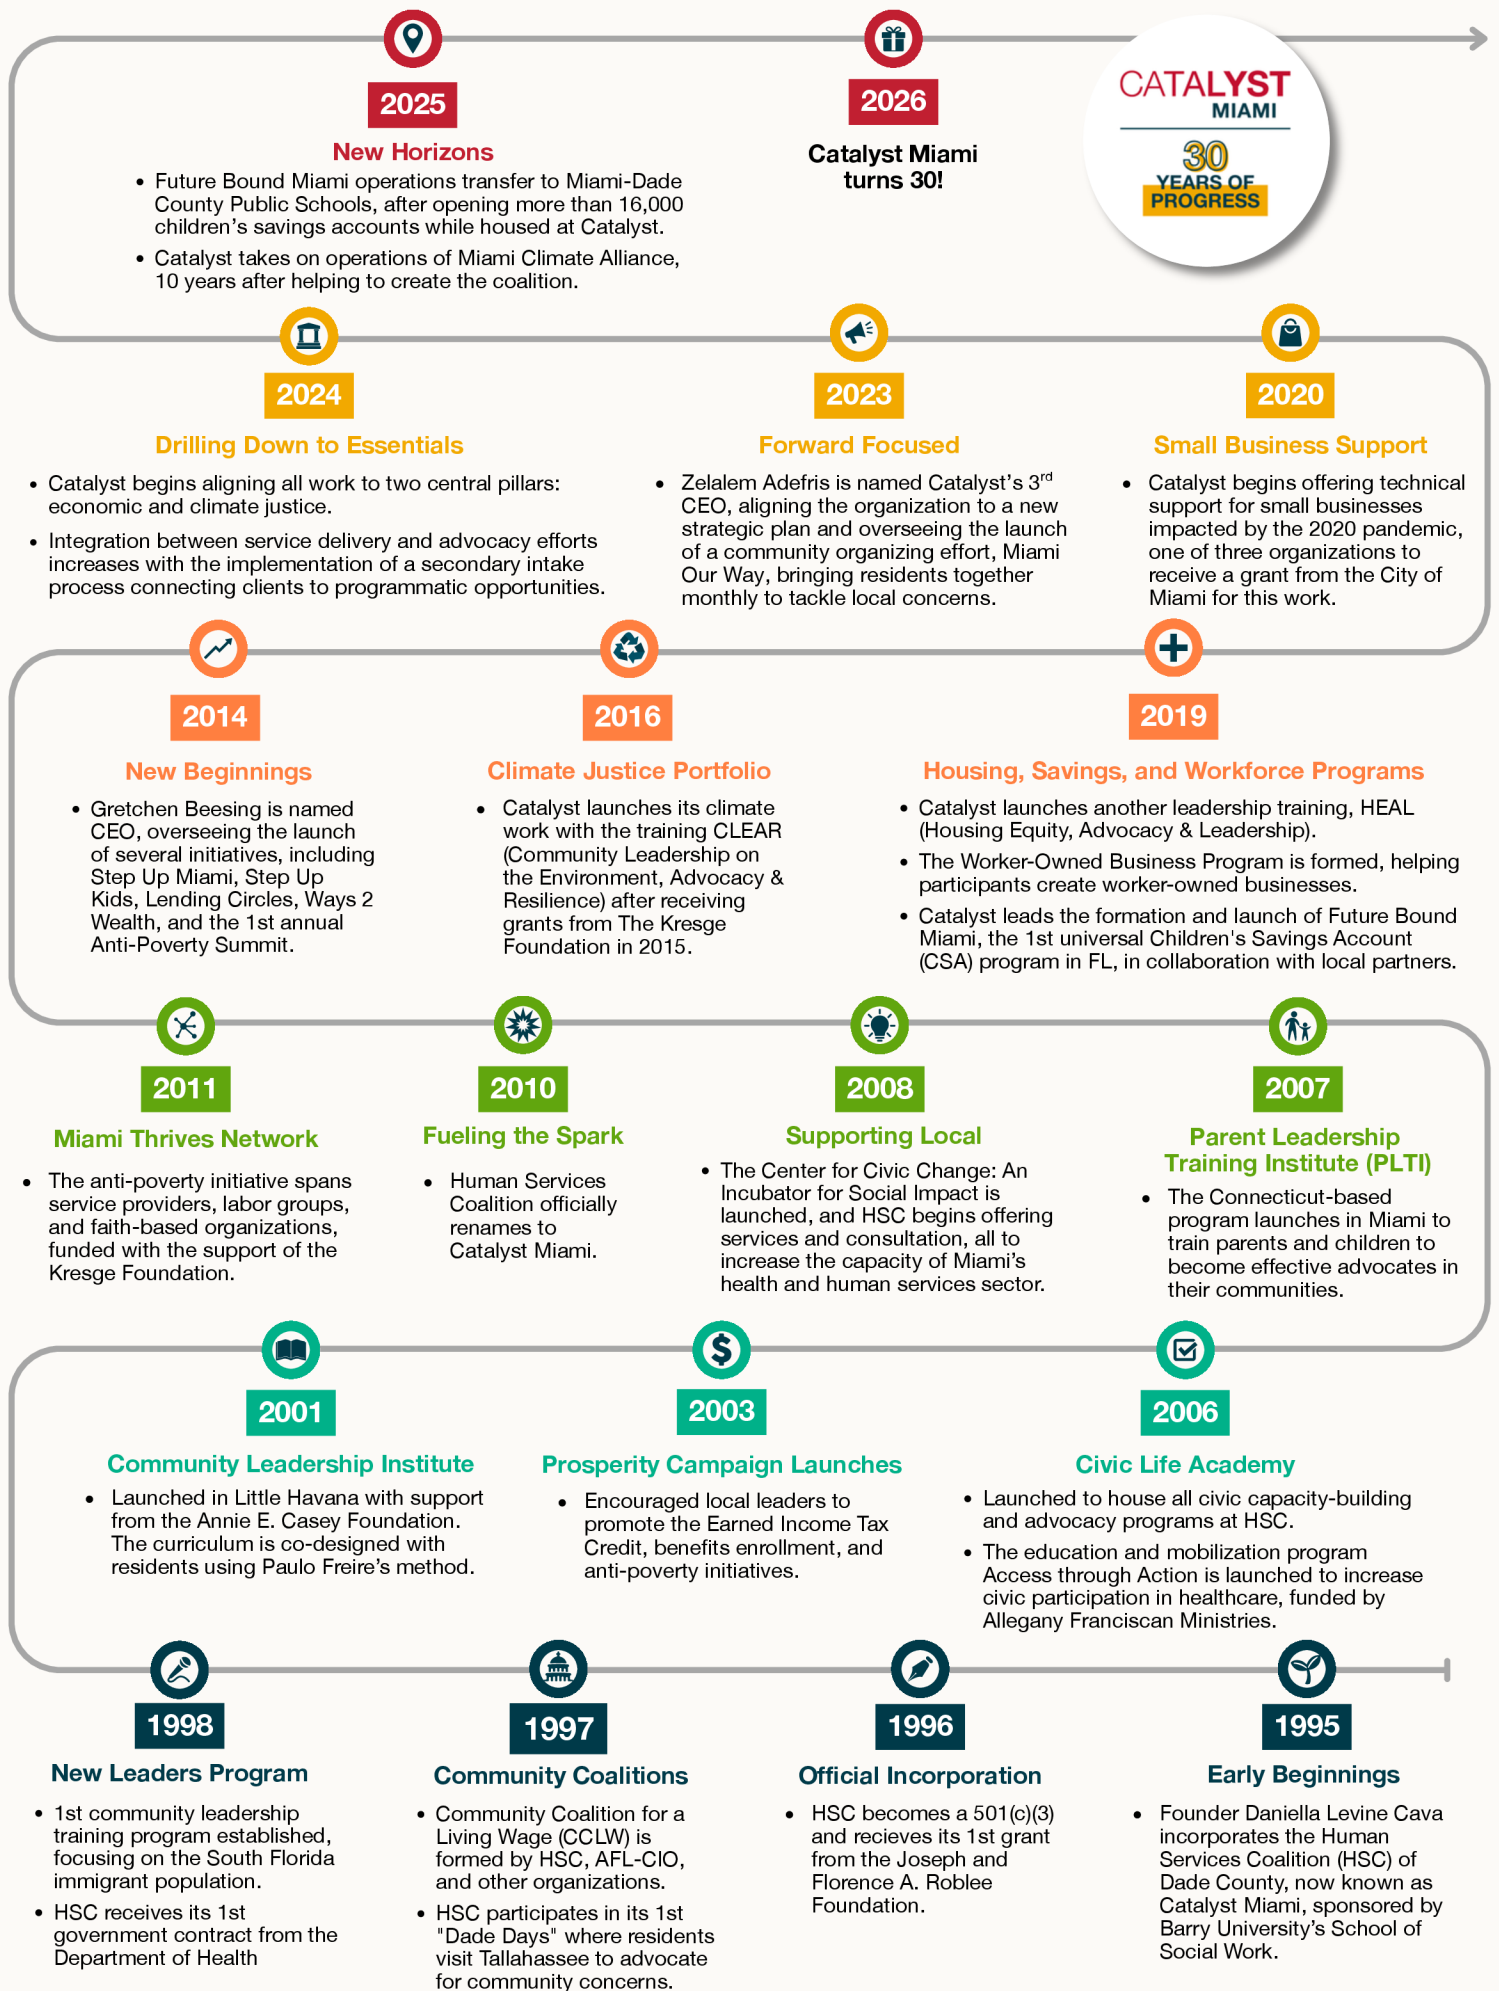 2025
New Horizons
• Future Bound Miami operations transfer to Miami-Dade
County Public Schools, after opening more than 16,000
children's savings accounts while housed at Catalyst.
• Catalyst takes on operations of Miami Climate Alliance,
10 years after helping to create the coalition.
2026
Catalyst Miami
turns 30!
CATALYST
MIAMI
30
YEARS OF
PROGRESS
2024
Drilling Down to Essentials
• Catalyst begins aligning all work to two central pillars:
economic and climate justice.
• Integration between service delivery and advocacy efforts
increases with the implementation of a secondary intake
process connecting clients to programmatic opportunities.
2023
Forward Focused
• Zelalem Adefris is named Catalyst's 3rd
CEO, aligning the organization to a new
strategic plan and overseeing the launch
of a community organizing effort, Miami
Our Way, bringing residents together
monthly to tackle local concerns.
2020
Small Business Support
• Catalyst begins offering technical
support for small businesses
impacted by the 2020 pandemic,
one of three organizations to
receive a grant from the City of
Miami for this work.
2014
New Beginnings
• Gretchen Beesing is named
CEO, overseeing the launch
of several initiatives, including
Step Up Miami, Step Up
Kids, Lending Circles, Ways 2
Wealth, and the 1st annual
Anti-Poverty Summit.
2016
Climate Justice Portfolio
• Catalyst launches its climate
work with the training CLEAR
(Community Leadership on
the Environment, Advocacy &
Resilience) after receiving
grants from The Kresge
Foundation in 2015.
2019
Housing, Savings, and Workforce Programs
• Catalyst launches another leadership training, HEAL
(Housing Equity, Advocacy & Leadership).
• The Worker-Owned Business Program is formed, helping
participants create worker-owned businesses.
• Catalyst leads the formation and launch of Future Bound
Miami, the 1st universal Children's Savings Account
(CSA) program in FL, in collaboration with local partners.
2011
Miami Thrives Network
• The anti-poverty initiative spans
service providers, labor groups,
and faith-based organizations,
funded with the support of the
Kresge Foundation.
2010
Fueling the Spark
• Human Services
Coalition officially
renames to
Catalyst Miami.
2008
Supporting Local
• The Center for Civic Change: An
Incubator for Social Impact is
launched, and HSC begins offering
services and consultation, all to
increase the capacity of Miami's
health and human services sector.
2007
Parent Leadership
Training Institute (PLTI)
• The Connecticut-based
program launches in Miami to
train parents and children to
become effective advocates in
their communities.
2001
Community Leadership Institute
• Launched in Little Havana with support
from the Annie E. Casey Foundation.
The curriculum is co-designed with
residents using Paulo Freire's method.
2003
Prosperity Campaign Launches
• Encouraged local leaders to
promote the Earned Income Tax
Credit, benefits enrollment, and
anti-poverty initiatives.
2006
Civic Life Academy
• Launched to house all civic capacity-building
and advocacy programs at HSC.
• The education and mobilization program
Access through Action is launched to increase
civic participation in healthcare, funded by
Allegany Franciscan Ministries.
1998
New Leaders Program
• 1st community leadership
training program established,
focusing on the South Florida
immigrant population.
• HSC receives its 1st
government contract from the
Department of Health
1997
Community Coalitions
• Community Coalition for a
Living Wage (CCLW) is
formed by HSC, AFL-CIO,
and other organizations.
• HSC participates in its 1st
"Dade Days" where residents
visit Tallahassee to advocate
for community concerns.
1996
Official Incorporation
• HSC becomes a 501(c)(3)
and recieves its 1st grant
from the Joseph and
Florence A. Roblee
Foundation.
1995
Early Beginnings
• Founder Daniella Levine Cava
incorporates the Human
Services Coalition (HSC) of
Dade County, now known as
Catalyst Miami, sponsored by
Barry University's School of
Social Work.